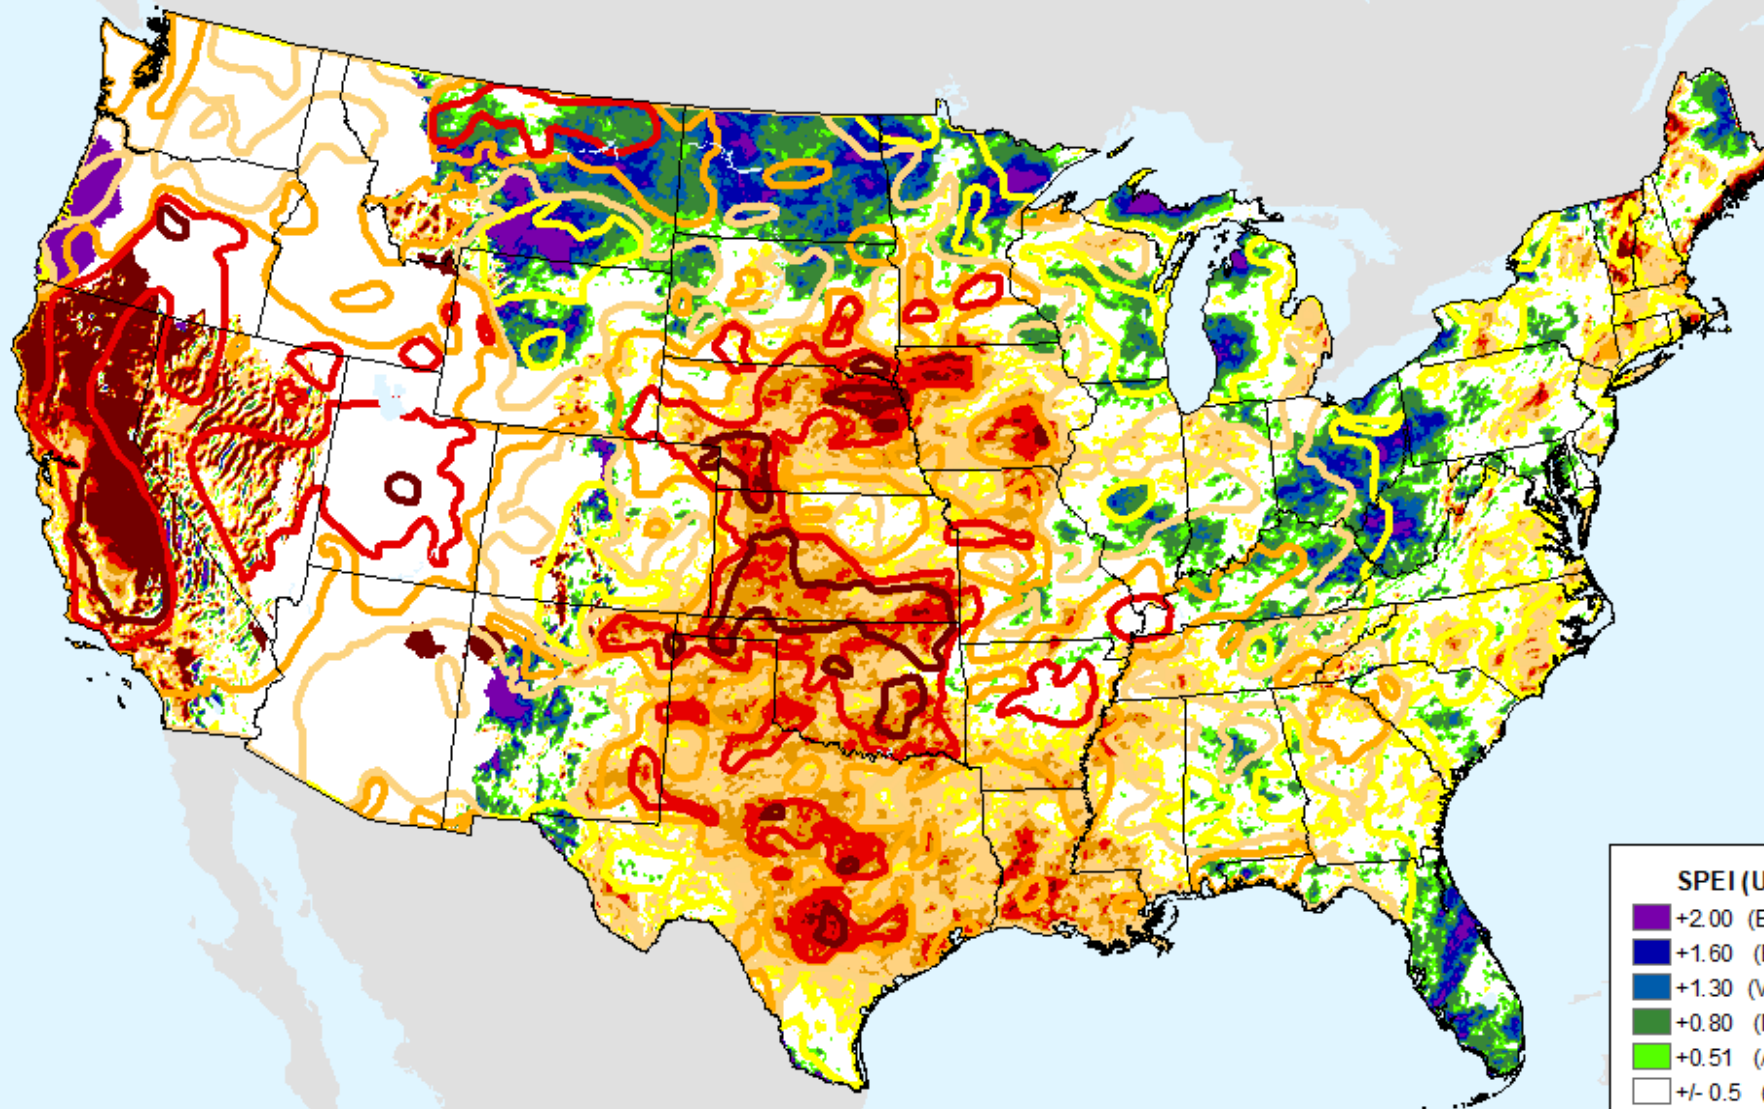 SPEI (U
+2.00 (E
+1.60 (
+1.30 (V
+0.80 (
+0.51 (
+/- 0.5 (